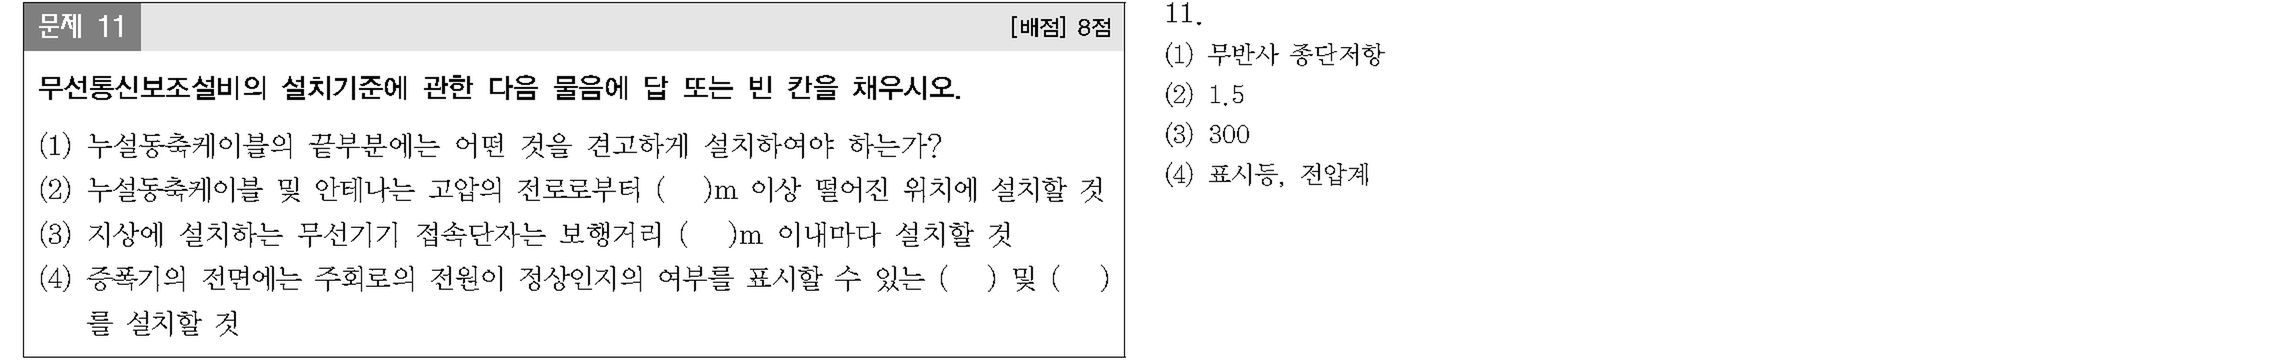 문제 11
[배점] 8점
무선통신보조설비의 설치기준에 관한 다음 물음에 답 또는 빈 칸을 채우시오.
(1) 누설동축케이블의 끝부분에는 어떤 것을 견고하게 설치하여야 하는가?
(2) 누설동축케이블 및 안테나는 고압의 전로로부터 (   )m 이상 떨어진 위치에 설치할 것
(3) 지상에 설치하는 무선기기 접속단자는 보행거리 (   )m 이내마다 설치할 것
(4) 증폭기의 전면에는 주회로의 전원이 정상인지의 여부를 표시할 수 있는 (   ) 및 (   )
를 설치할 것
11.
(1) 무반사 종단저항
(2) 1.5
(3) 300
(4) 표시등, 전압계